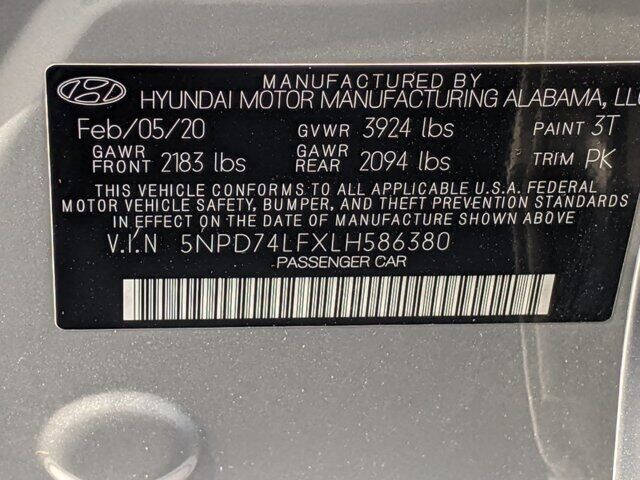 MANUFACTURED BY
HYUNDAI MOTOR MANUFACTURING ALABAMA, LLC
Feb/05/20 GVWR 3924 lbs PAINT 3T
GAWR FRONT 2183 lbs GAWR REAR 2094 lbs TRIM PK
THIS VEHICLE CONFORMS TO ALL APPLICABLE U.S.A. FEDERAL
MOTOR VEHICLE SAFETY, BUMPER, AND THEFT PREVENTION STANDARDS
IN EFFECT ON THE DATE OF MANUFACTURE SHOWN ABOVE
V.I.N 5NPD74LFXLH586380
PASSENGER CAR